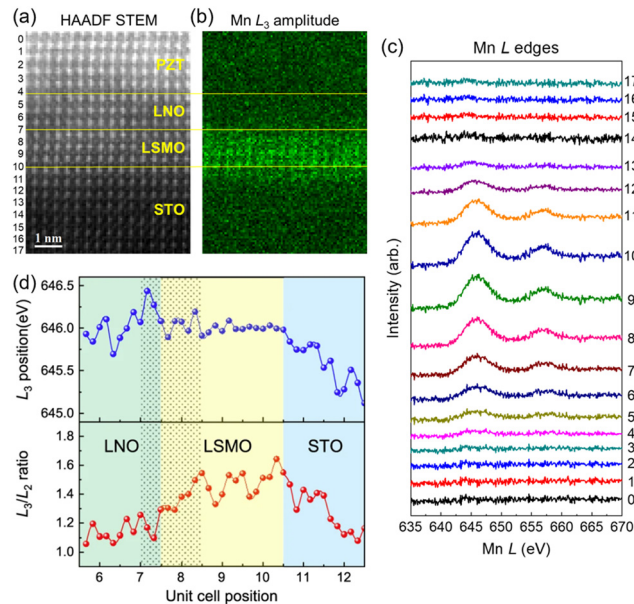 (a) HAADF STEM
0
1
2
3
4
5
6
7
8
9
10
11
12
13
14
15
16
17
PZT
LNO
LSMO
STO
1 nm
(b) Mn L3 amplitude
(c) Mn L edges
17
16
15
14
13
12
11
10
9
8
7
6
5
4
3
2
1
0
Intensity (arb.)
635 640 645 650 655 660 665 670
Mn L (eV)
(d)
646.5
646.0
645.5
645.0
L3 position(eV)
1.8
1.6
1.4
1.2
1.0
L3/L2 ratio
LNO LSMO STO
6 7 8 9 10 11 12
Unit cell position